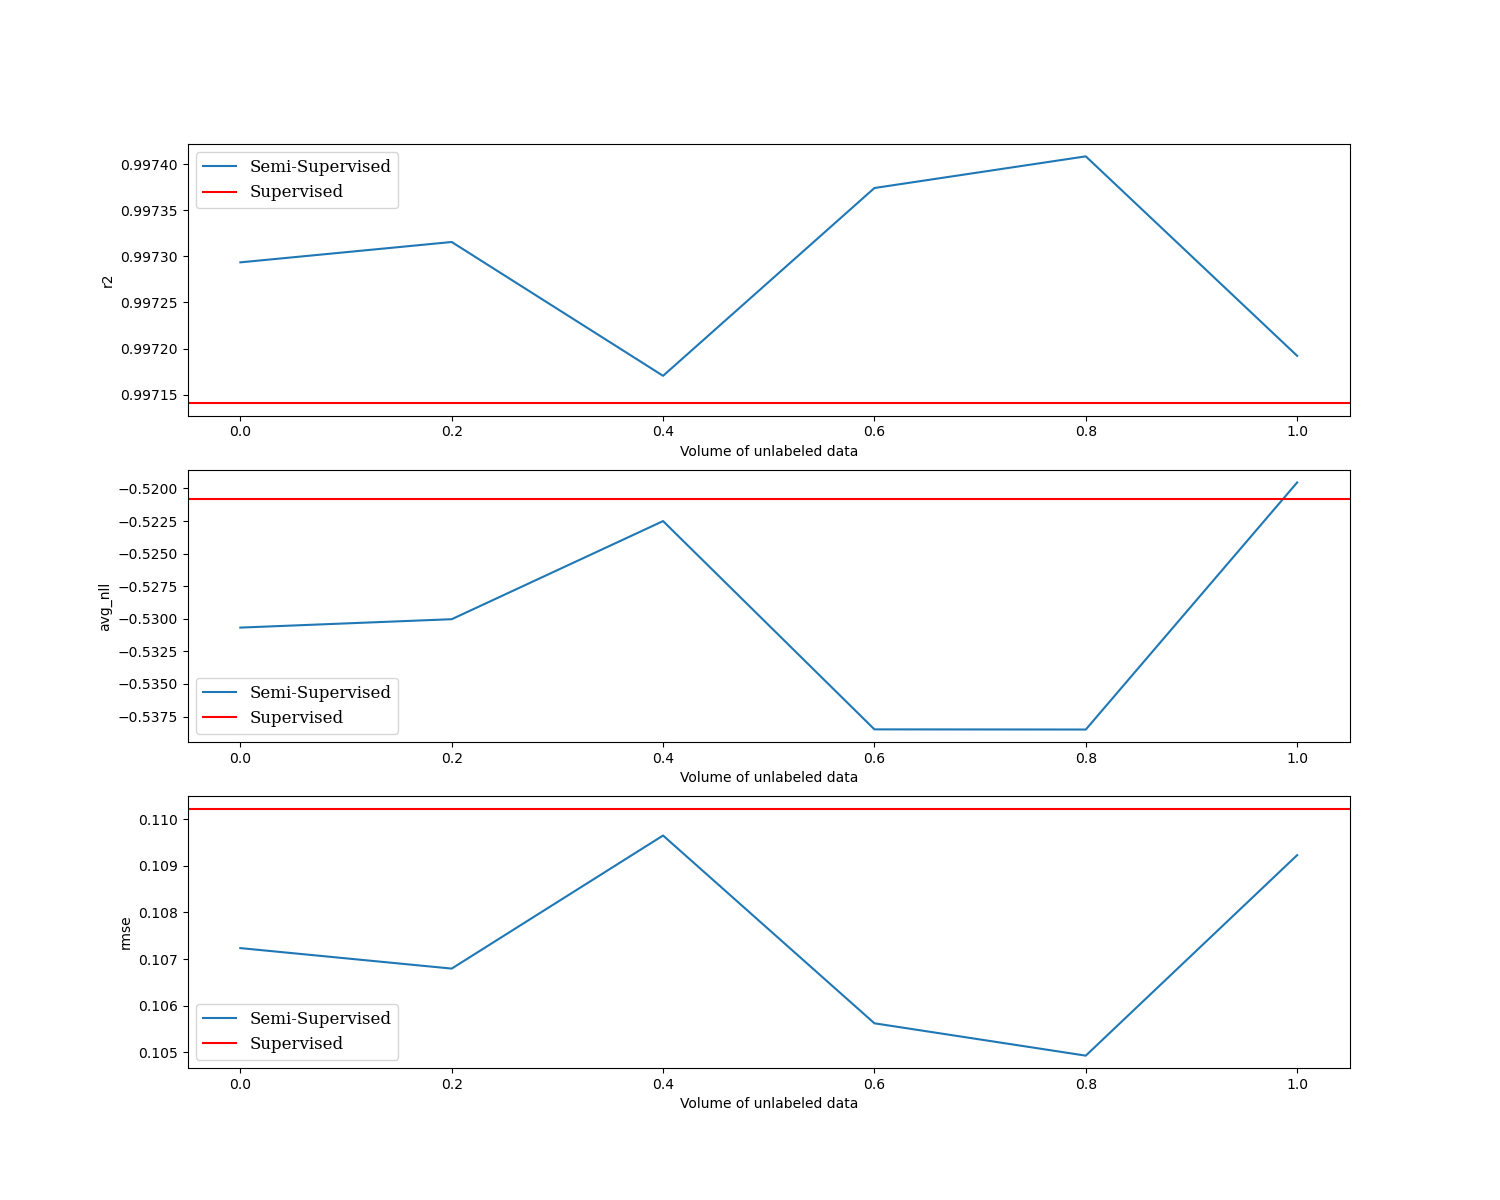 0.99740
0.99735
0.99730
0.99725
0.99720
0.99715
r2
Semi-Supervised
Supervised
0.0 0.2 0.4 0.6 0.8 1.0
Volume of unlabeled data
−0.5200
−0.5225
−0.5250
−0.5275
−0.5300
−0.5325
−0.5350
−0.5375
avg_nll
Semi-Supervised
Supervised
0.0 0.2 0.4 0.6 0.8 1.0
Volume of unlabeled data
0.110
0.109
0.108
0.107
0.106
0.105
rmse
Semi-Supervised
Supervised
0.0 0.2 0.4 0.6 0.8 1.0
Volume of unlabeled data